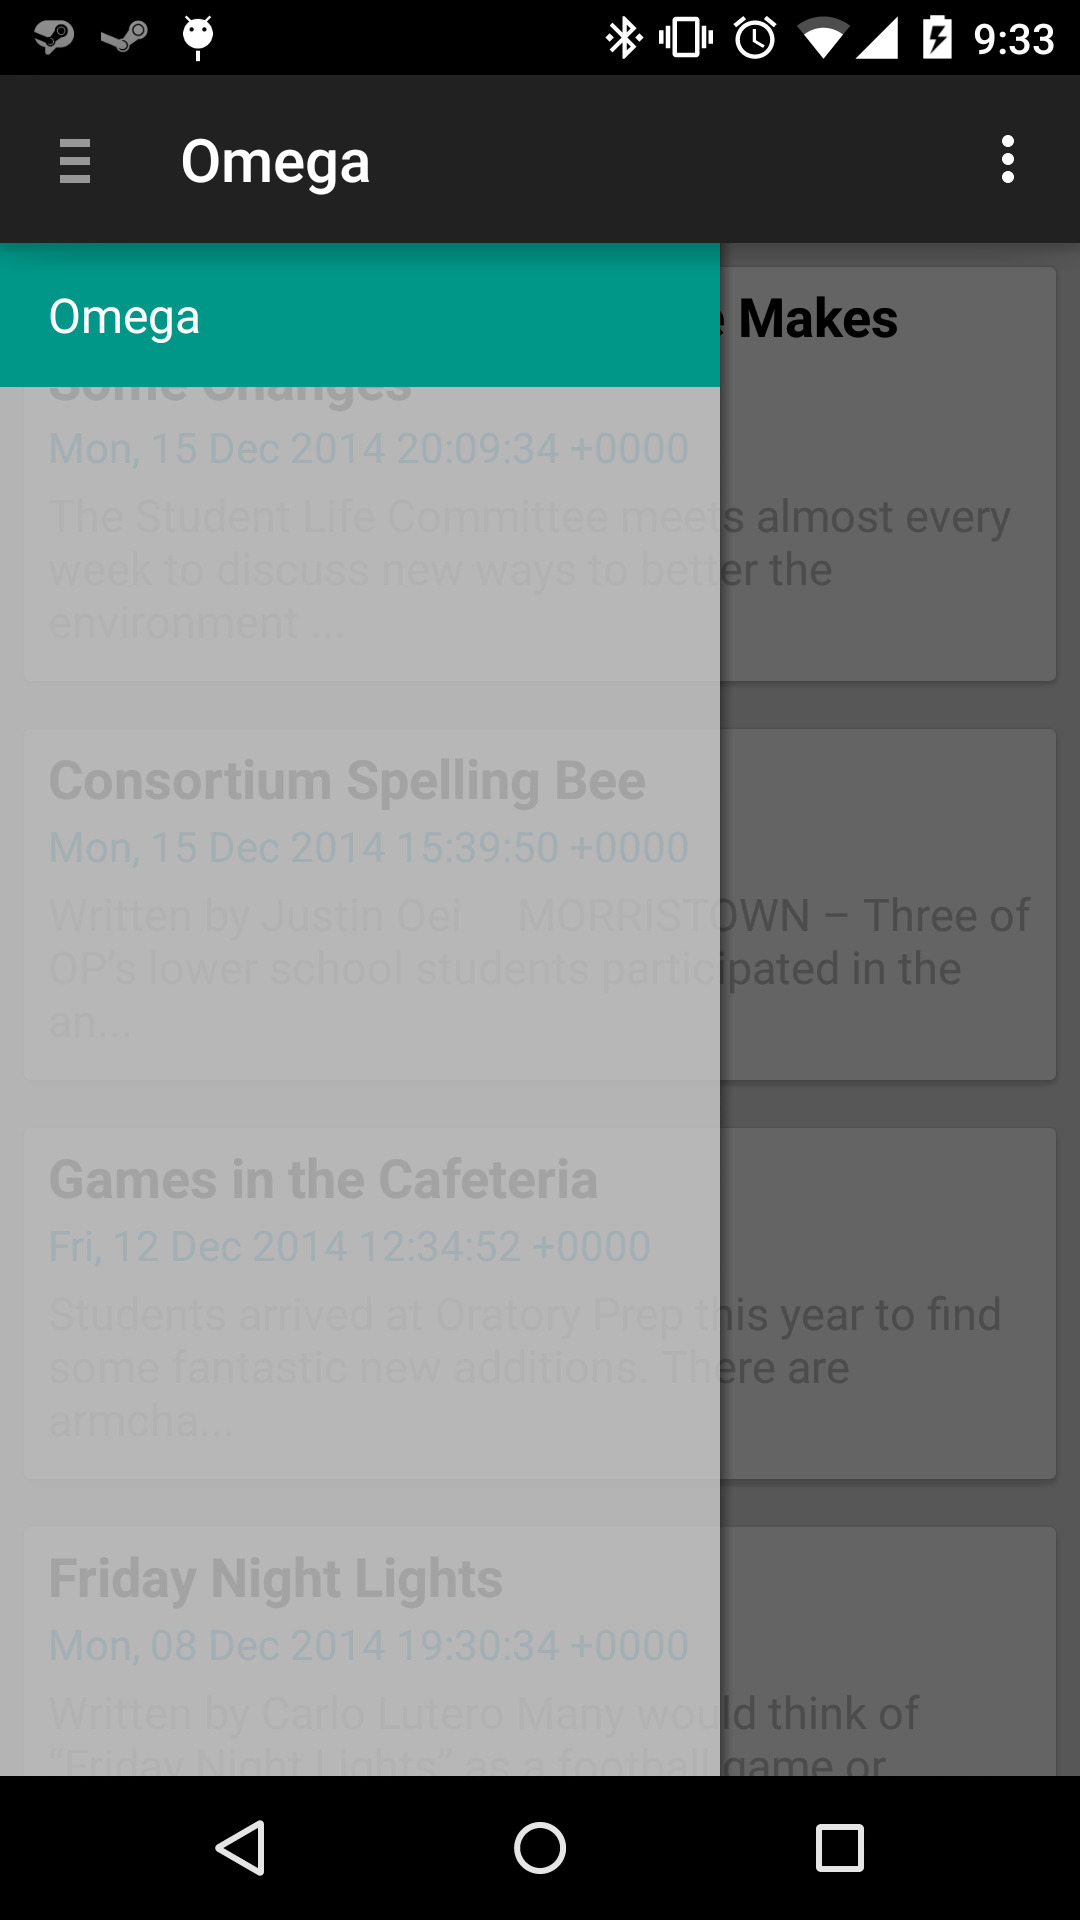 9:33
Omega
Omega
Makes
Some Changes
Mon, 15 Dec 2014 20:09:34 +0000
The Student Life Committee meets almost every
week to discuss new ways to better the
environment ...
Consortium Spelling Bee
Mon, 15 Dec 2014 15:39:50 +0000
Written by Justin Oei    MORRISTOWN – Three of
OP’s lower school students participated in the
an...
Games in the Cafeteria
Fri, 12 Dec 2014 12:34:52 +0000
Students arrived at Oratory Prep this year to find
some fantastic new additions. There are
armcha...
Friday Night Lights
Mon, 08 Dec 2014 19:30:34 +0000
Written by Carlo Lutero Many would think of
“Friday Night Lights” as a football game or